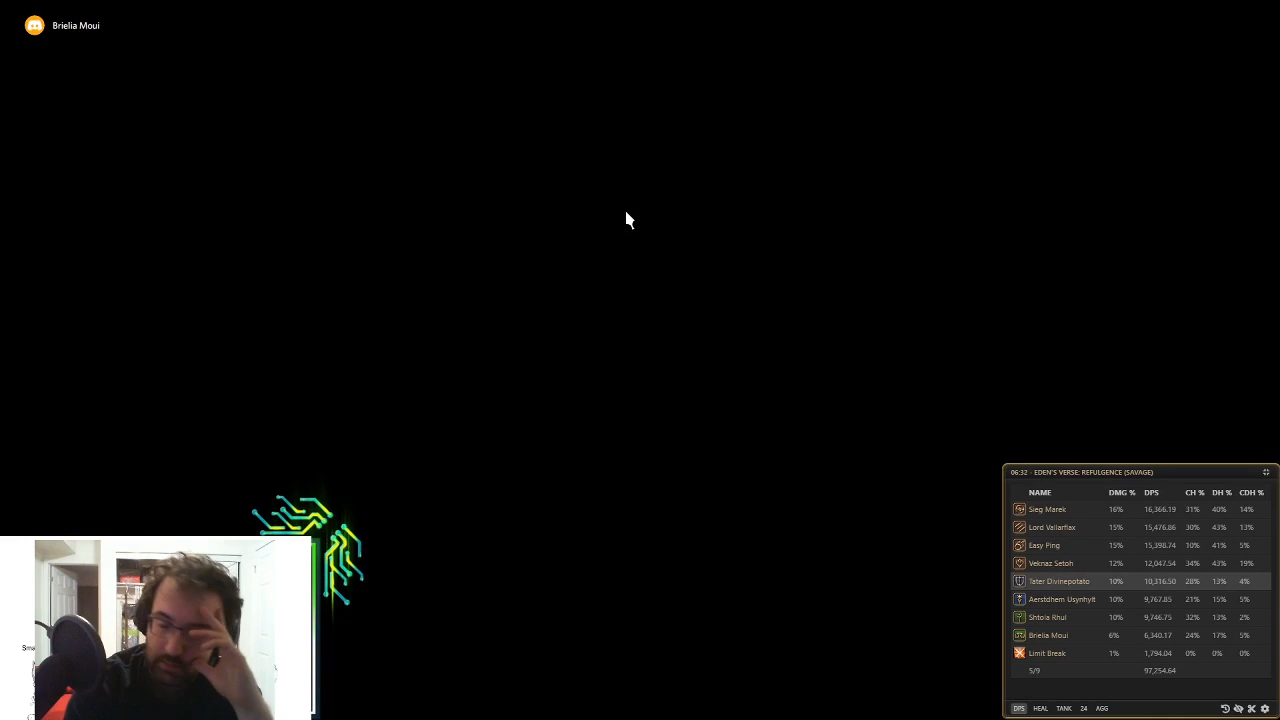 Brielia Moui
06:32 - EDEN'S VERSE: REFULGENCE (SAVAGE)
NAME DMG % DPS CH % DH % CDH %
Sieg Marek 16% 16,366.19 31% 40% 14%
Lord Vallarflax 15% 15,476.86 30% 43% 13%
Easy Ping 15% 15,398.74 10% 41% 5%
Veknaz Setoh 12% 12,047.54 34% 43% 19%
Tater Divinepotato 10% 10,316.50 28% 13% 4%
Aerstdhem Usynhylt 10% 9,767.85 21% 15% 5%
Shtola Rhul 10% 9,746.75 32% 13% 2%
Brielia Moui 6% 6,340.17 24% 17% 5%
Limit Break 1% 1,794.04 0% 0% 0%
5/9 97,254.64
DPS HEAL TANK 24 AGG
Sma